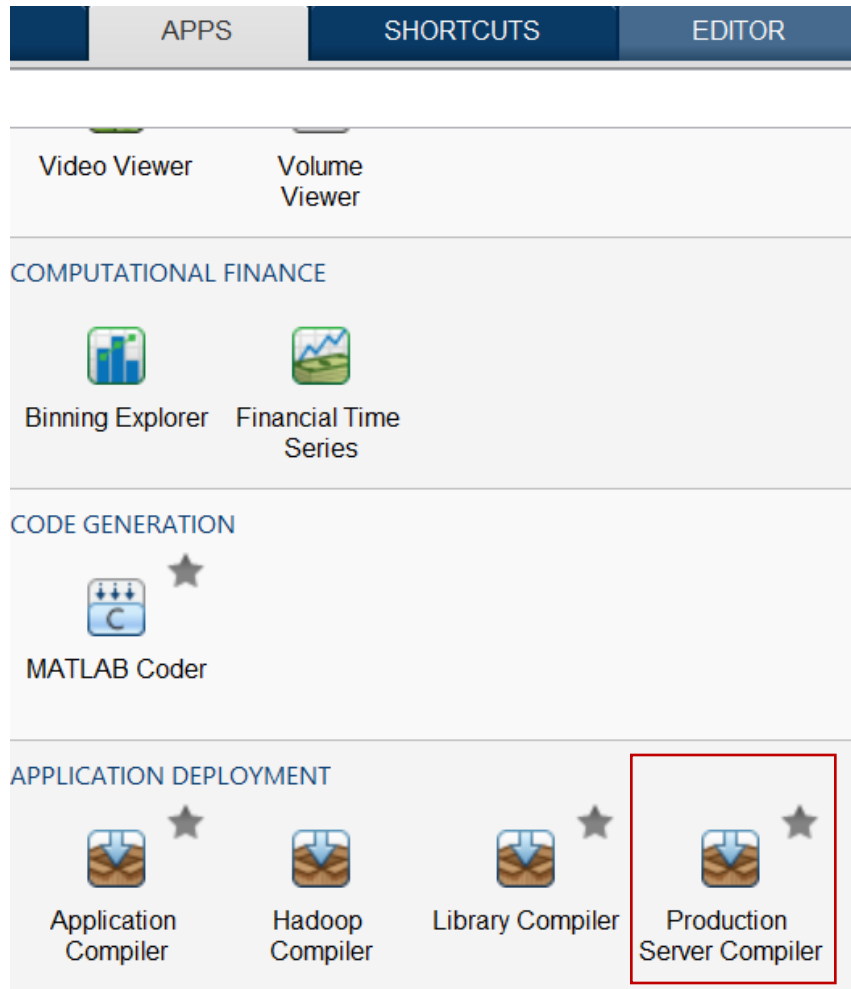 APPS SHORTCUTS EDITOR
Video Viewer Volume
Viewer
COMPUTATIONAL FINANCE
Binning Explorer Financial Time
Series
CODE GENERATION
C
MATLAB Coder
APPLICATION DEPLOYMENT
Application Hadoop Library Compiler Production
Compiler Compiler Server Compiler